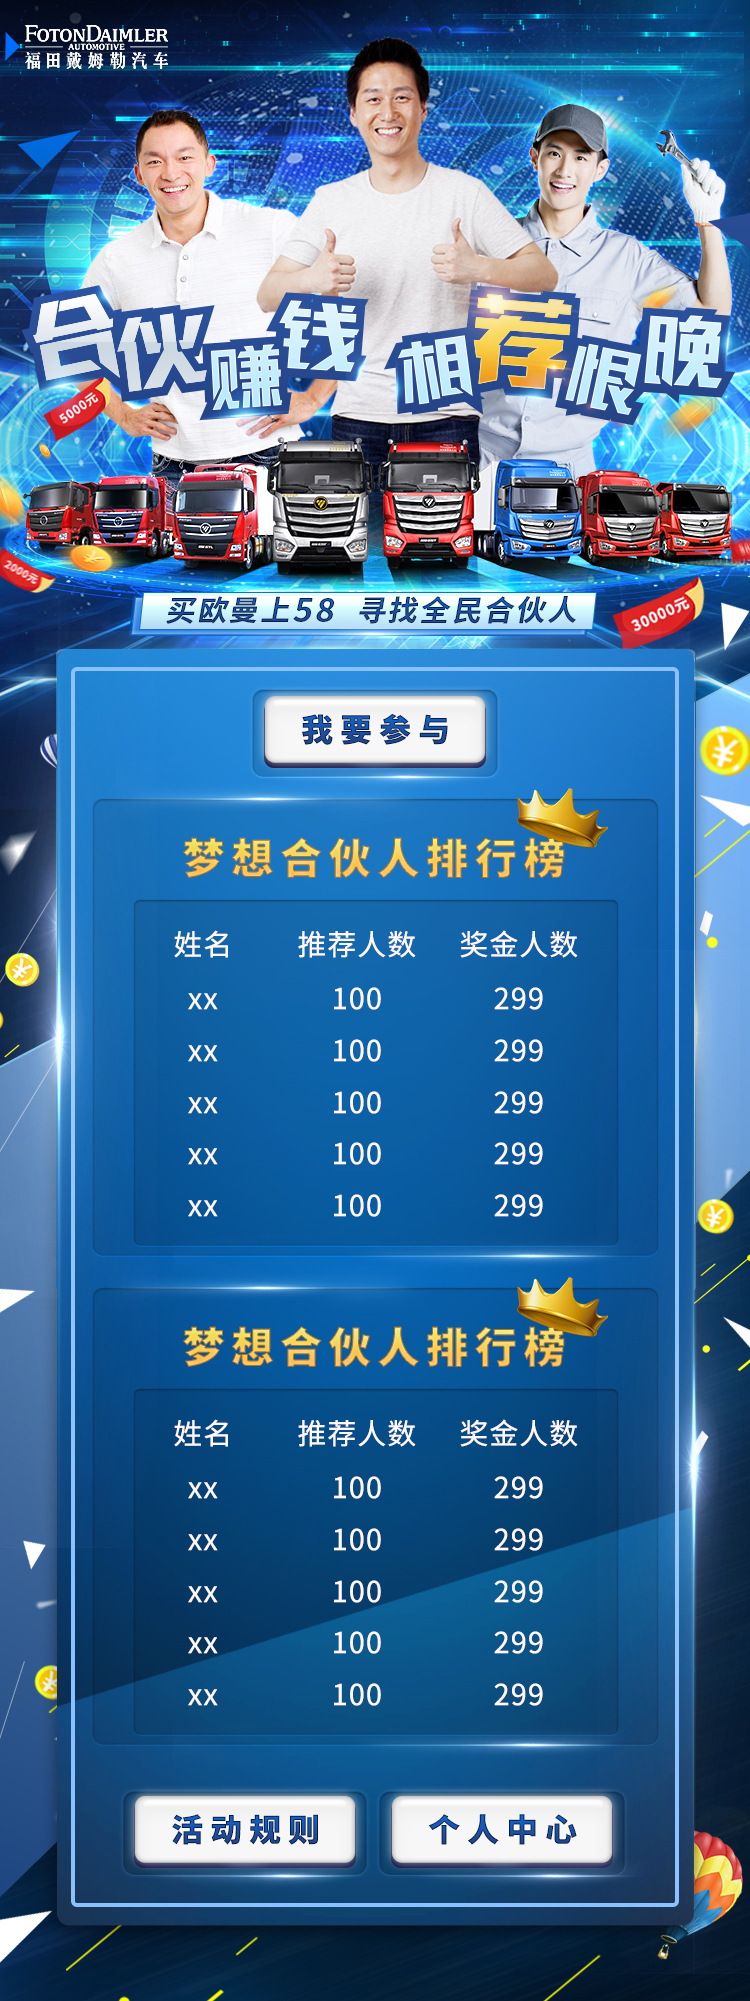 FOTONDAIMLER
AUTOMOTIVE
福田戴姆勒汽车
合伙赚钱 相荐恨晚
5000元
2000元
买欧曼上58 寻找全民合伙人
30000元
我要参与
梦想合伙人排行榜
姓名 推荐人数 奖金人数
xx 100 299
xx 100 299
xx 100 299
xx 100 299
xx 100 299
梦想合伙人排行榜
姓名 推荐人数 奖金人数
xx 100 299
xx 100 299
xx 100 299
xx 100 299
xx 100 299
活动规则 个人中心